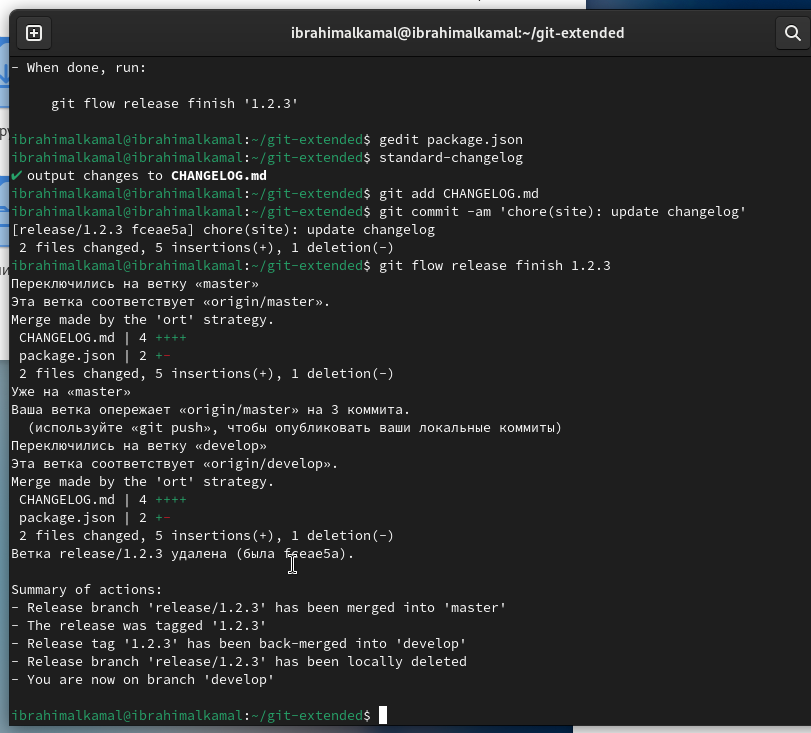 ibrahimalkamal@ibrahimalkamal:~/git-extended
- When done, run:
git flow release finish '1.2.3'
ibrahimalkamal@ibrahimalkamal:~/git-extended$ gedit package.json
ibrahimalkamal@ibrahimalkamal:~/git-extended$ standard-changelog
✔ output changes to CHANGELOG.md
ibrahimalkamal@ibrahimalkamal:~/git-extended$ git add CHANGELOG.md
ibrahimalkamal@ibrahimalkamal:~/git-extended$ git commit -am 'chore(site): update changelog'
[release/1.2.3 fceae5a] chore(site): update changelog
2 files changed, 5 insertions(+), 1 deletion(-)
ibrahimalkamal@ibrahimalkamal:~/git-extended$ git flow release finish 1.2.3
Переключились на ветку «master»
Эта ветка соответствует «origin/master».
Merge made by the 'ort' strategy.
CHANGELOG.md | 4 ++++
package.json | 2 +-
2 files changed, 5 insertions(+), 1 deletion(-)
Уже на «master»
Ваша ветка опережает «origin/master» на 3 коммита.
(используйте «git push», чтобы опубликовать ваши локальные коммиты)
Переключились на ветку «develop»
Эта ветка соответствует «origin/develop».
Merge made by the 'ort' strategy.
CHANGELOG.md | 4 ++++
package.json | 2 +-
2 files changed, 5 insertions(+), 1 deletion(-)
Ветка release/1.2.3 удалена (была fceae5a).
Summary of actions:
- Release branch 'release/1.2.3' has been merged into 'master'
- The release was tagged '1.2.3'
- Release tag '1.2.3' has been back-merged into 'develop'
- Release branch 'release/1.2.3' has been locally deleted
- You are now on branch 'develop'
ibrahimalkamal@ibrahimalkamal:~/git-extended$